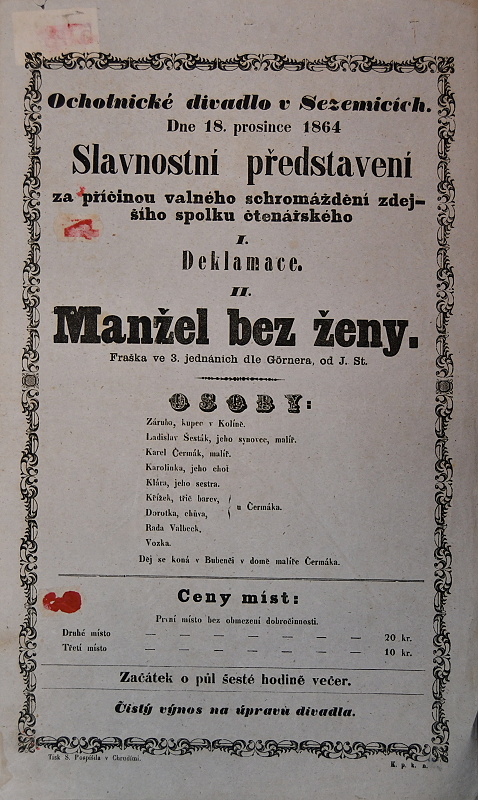 Ochotnické divadlo v Sezemicích.
Dne 18. prosince 1864
Slavnostní představení
za příčinou valného schromáždění zdej-
šího spolku čtenářského
I.
Deklamace.
II.
Manžel bez ženy.
Fraška ve 3. jednáních dle Görnera, od J. St.
OSOBY:
Záruba, kupec v Kolíně.
Ladislav Šesták, jeho synovec, malíř.
Karel Čermák, malíř.
Karolinka, jeho choť
Klára, jeho sestra.
Křížek, třič barev,
Dorotka, chůva,
u Čermáka.
Rada Valbeck.
Vozka.
Děj se koná v Bubenči v domě malíře Čermáka.
Ceny míst:
První místo bez obmezení dobročinnosti.
Druhé místo — — — — — — — 20 kr.
Třetí místo — — — — — — — 10 kr.
Začátek o půl šesté hodině večer.
Čistý výnos na úpravu divadla.
Tisk S. Pospíšila v Chrudimi.
K. p. k. n.